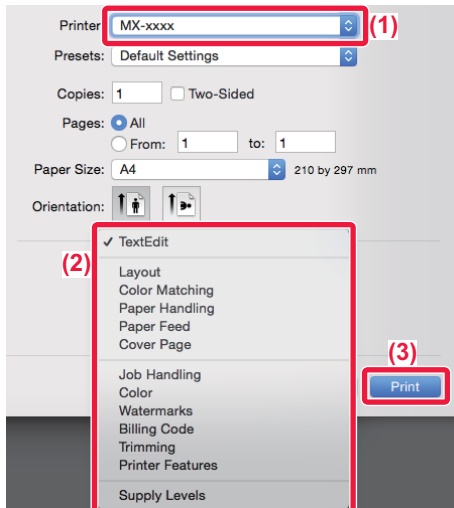 Printer: MX-xxxx (1)
Presets: Default Settings
Copies: 1 Two-Sided
Pages: All
From: 1 to: 1
Paper Size: A4 210 by 297 mm
Orientation:
(2) ✓ TextEdit
Layout
Color Matching
Paper Handling
Paper Feed
Cover Page
(3)
Job Handling
Print
Color
Watermarks
Billing Code
Trimming
Printer Features
Supply Levels